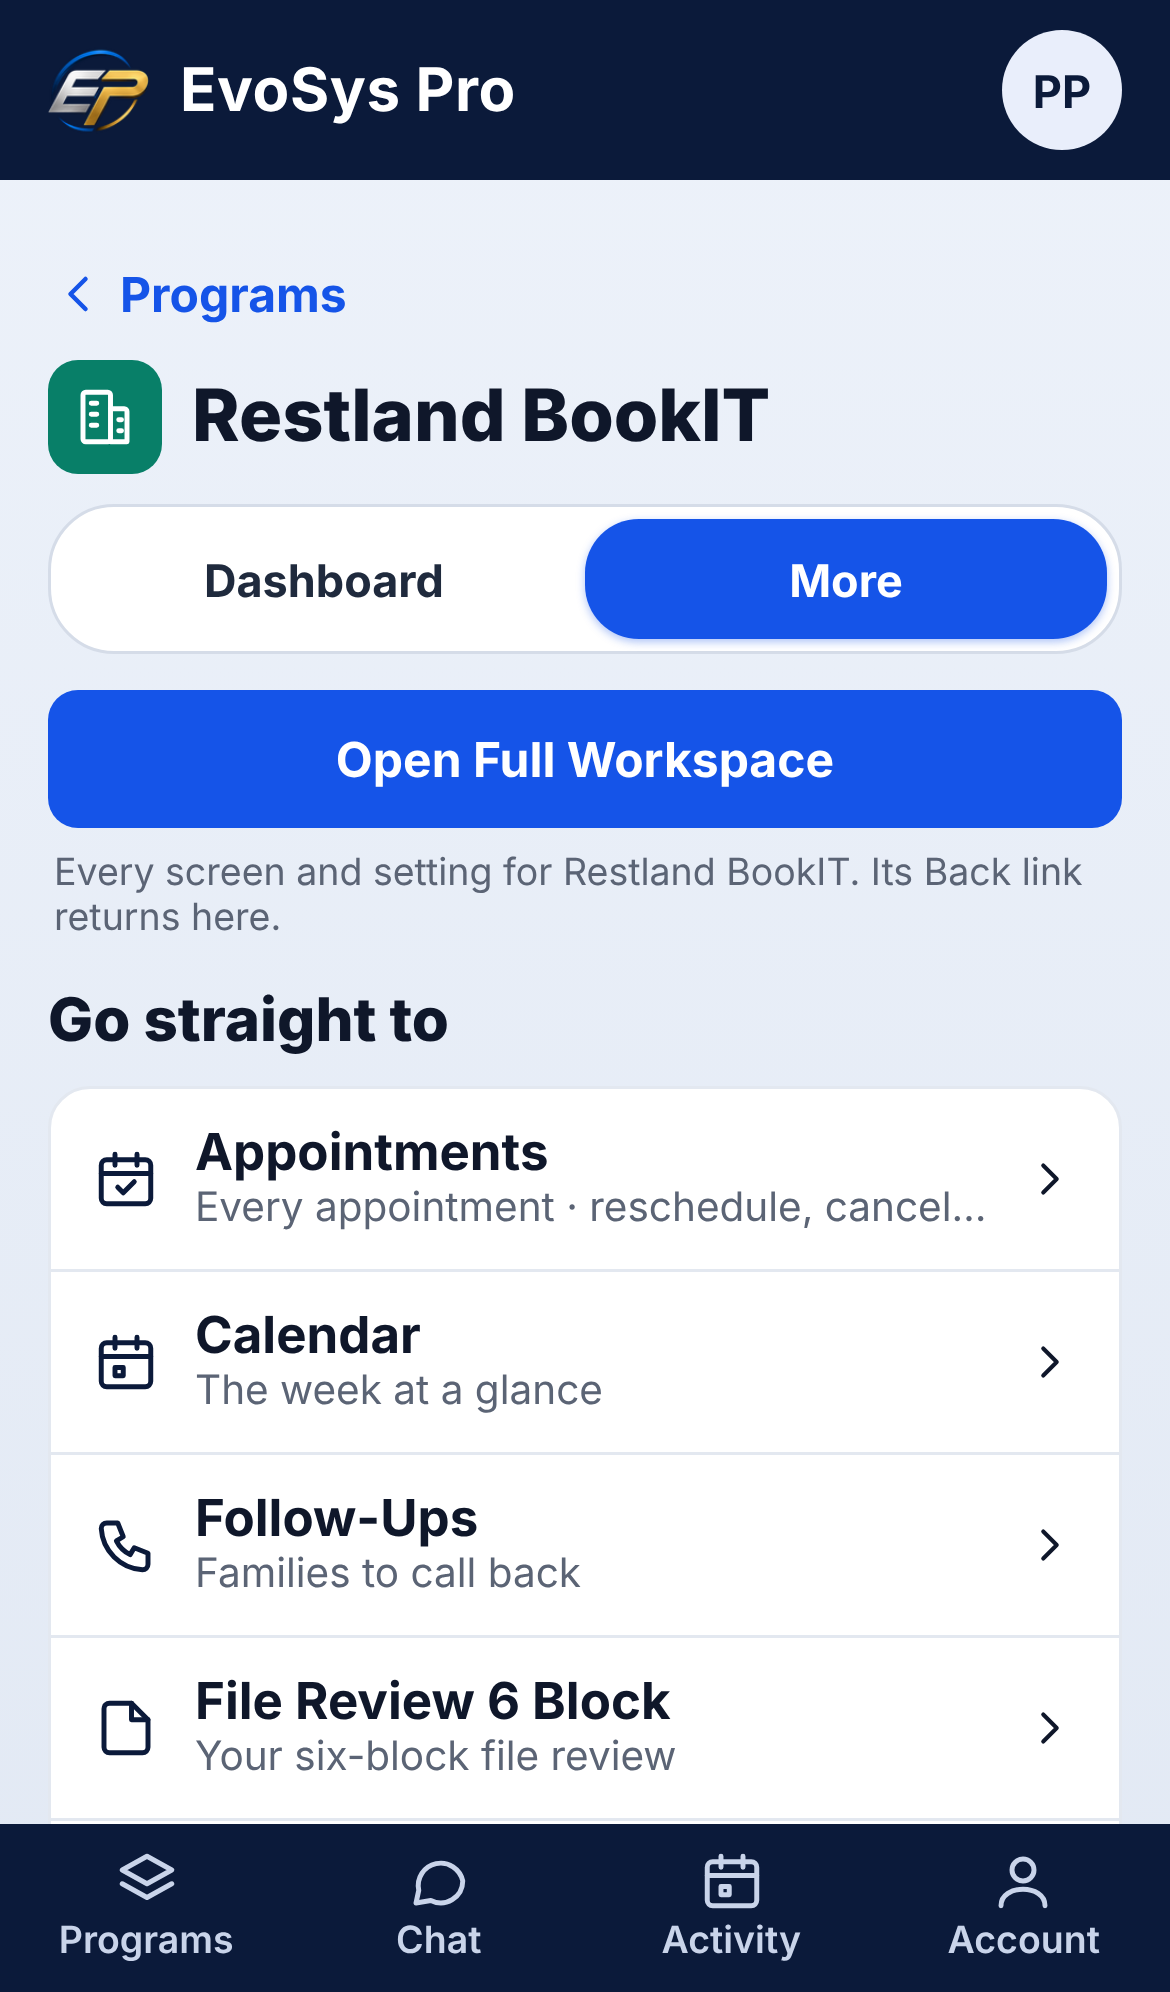 EP
EvoSys Pro
PP
Programs
Restland BookIT
Dashboard
More
Open Full Workspace
Every screen and setting for Restland BookIT. Its Back link
returns here.
Go straight to
Appointments
Every appointment · reschedule, cancel...
Calendar
The week at a glance
Follow-Ups
Families to call back
File Review 6 Block
Your six-block file review
Programs
Chat
Activity
Account